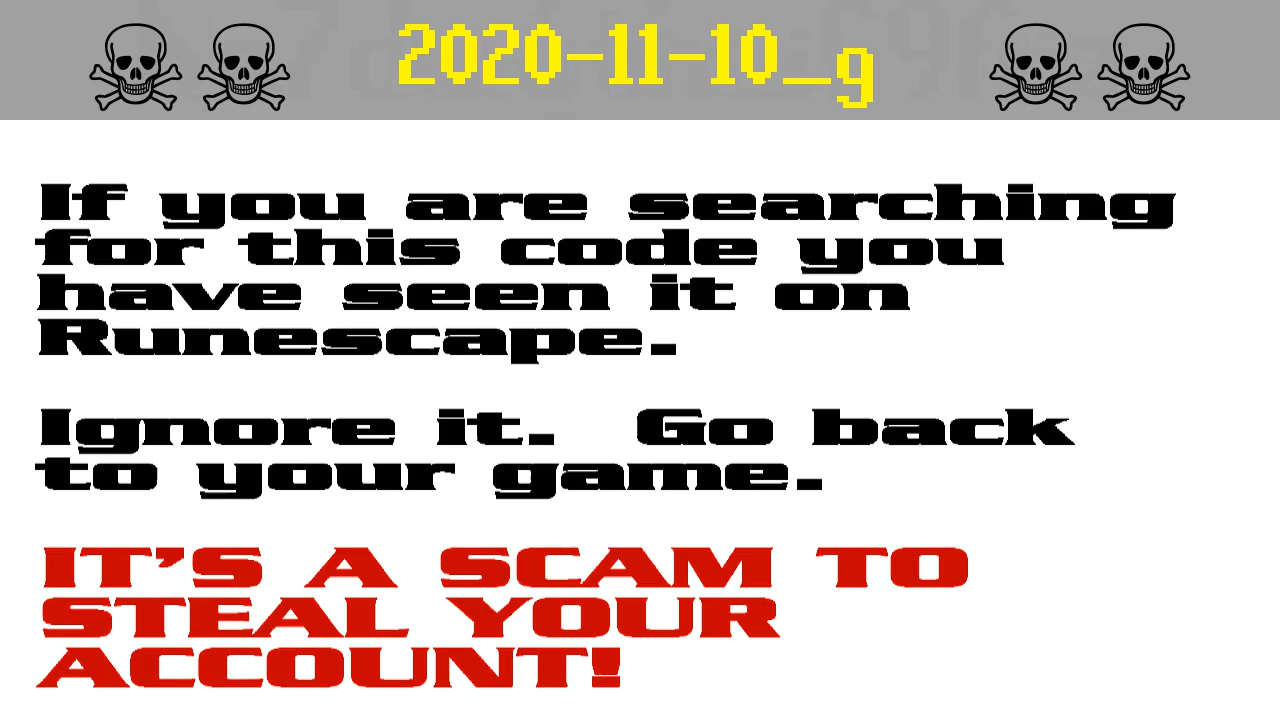 2020-11-10_g
If you are searching
for this code you
have seen it on
Runescape.
Ignore it.  Go back
to your game.
IT'S A SCAM TO
STEAL YOUR
ACCOUNT!